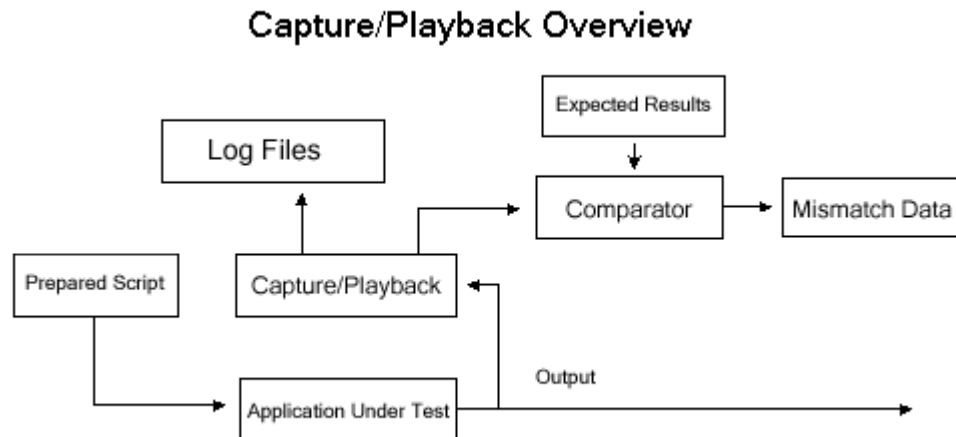 Capture/Playback Overview
Expected Results
Log Files
Comparator
Mismatch Data
Prepared Script
Capture/Playback
Output
Application Under Test